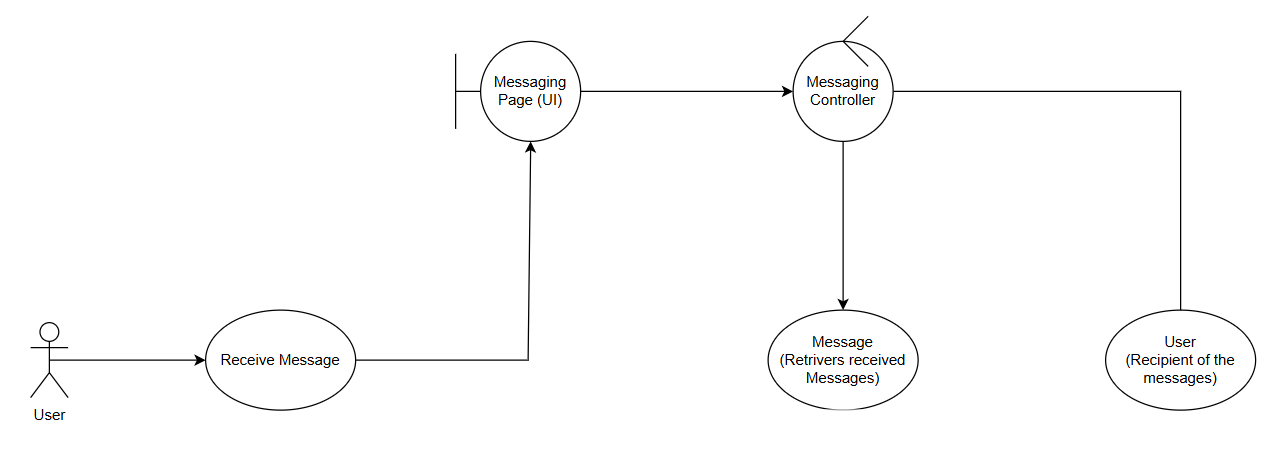 Messaging
Page (UI)
Messaging
Controller
Receive Message
Message
(Retrivers received
Messages)
User
(Recipient of the
messages)
User